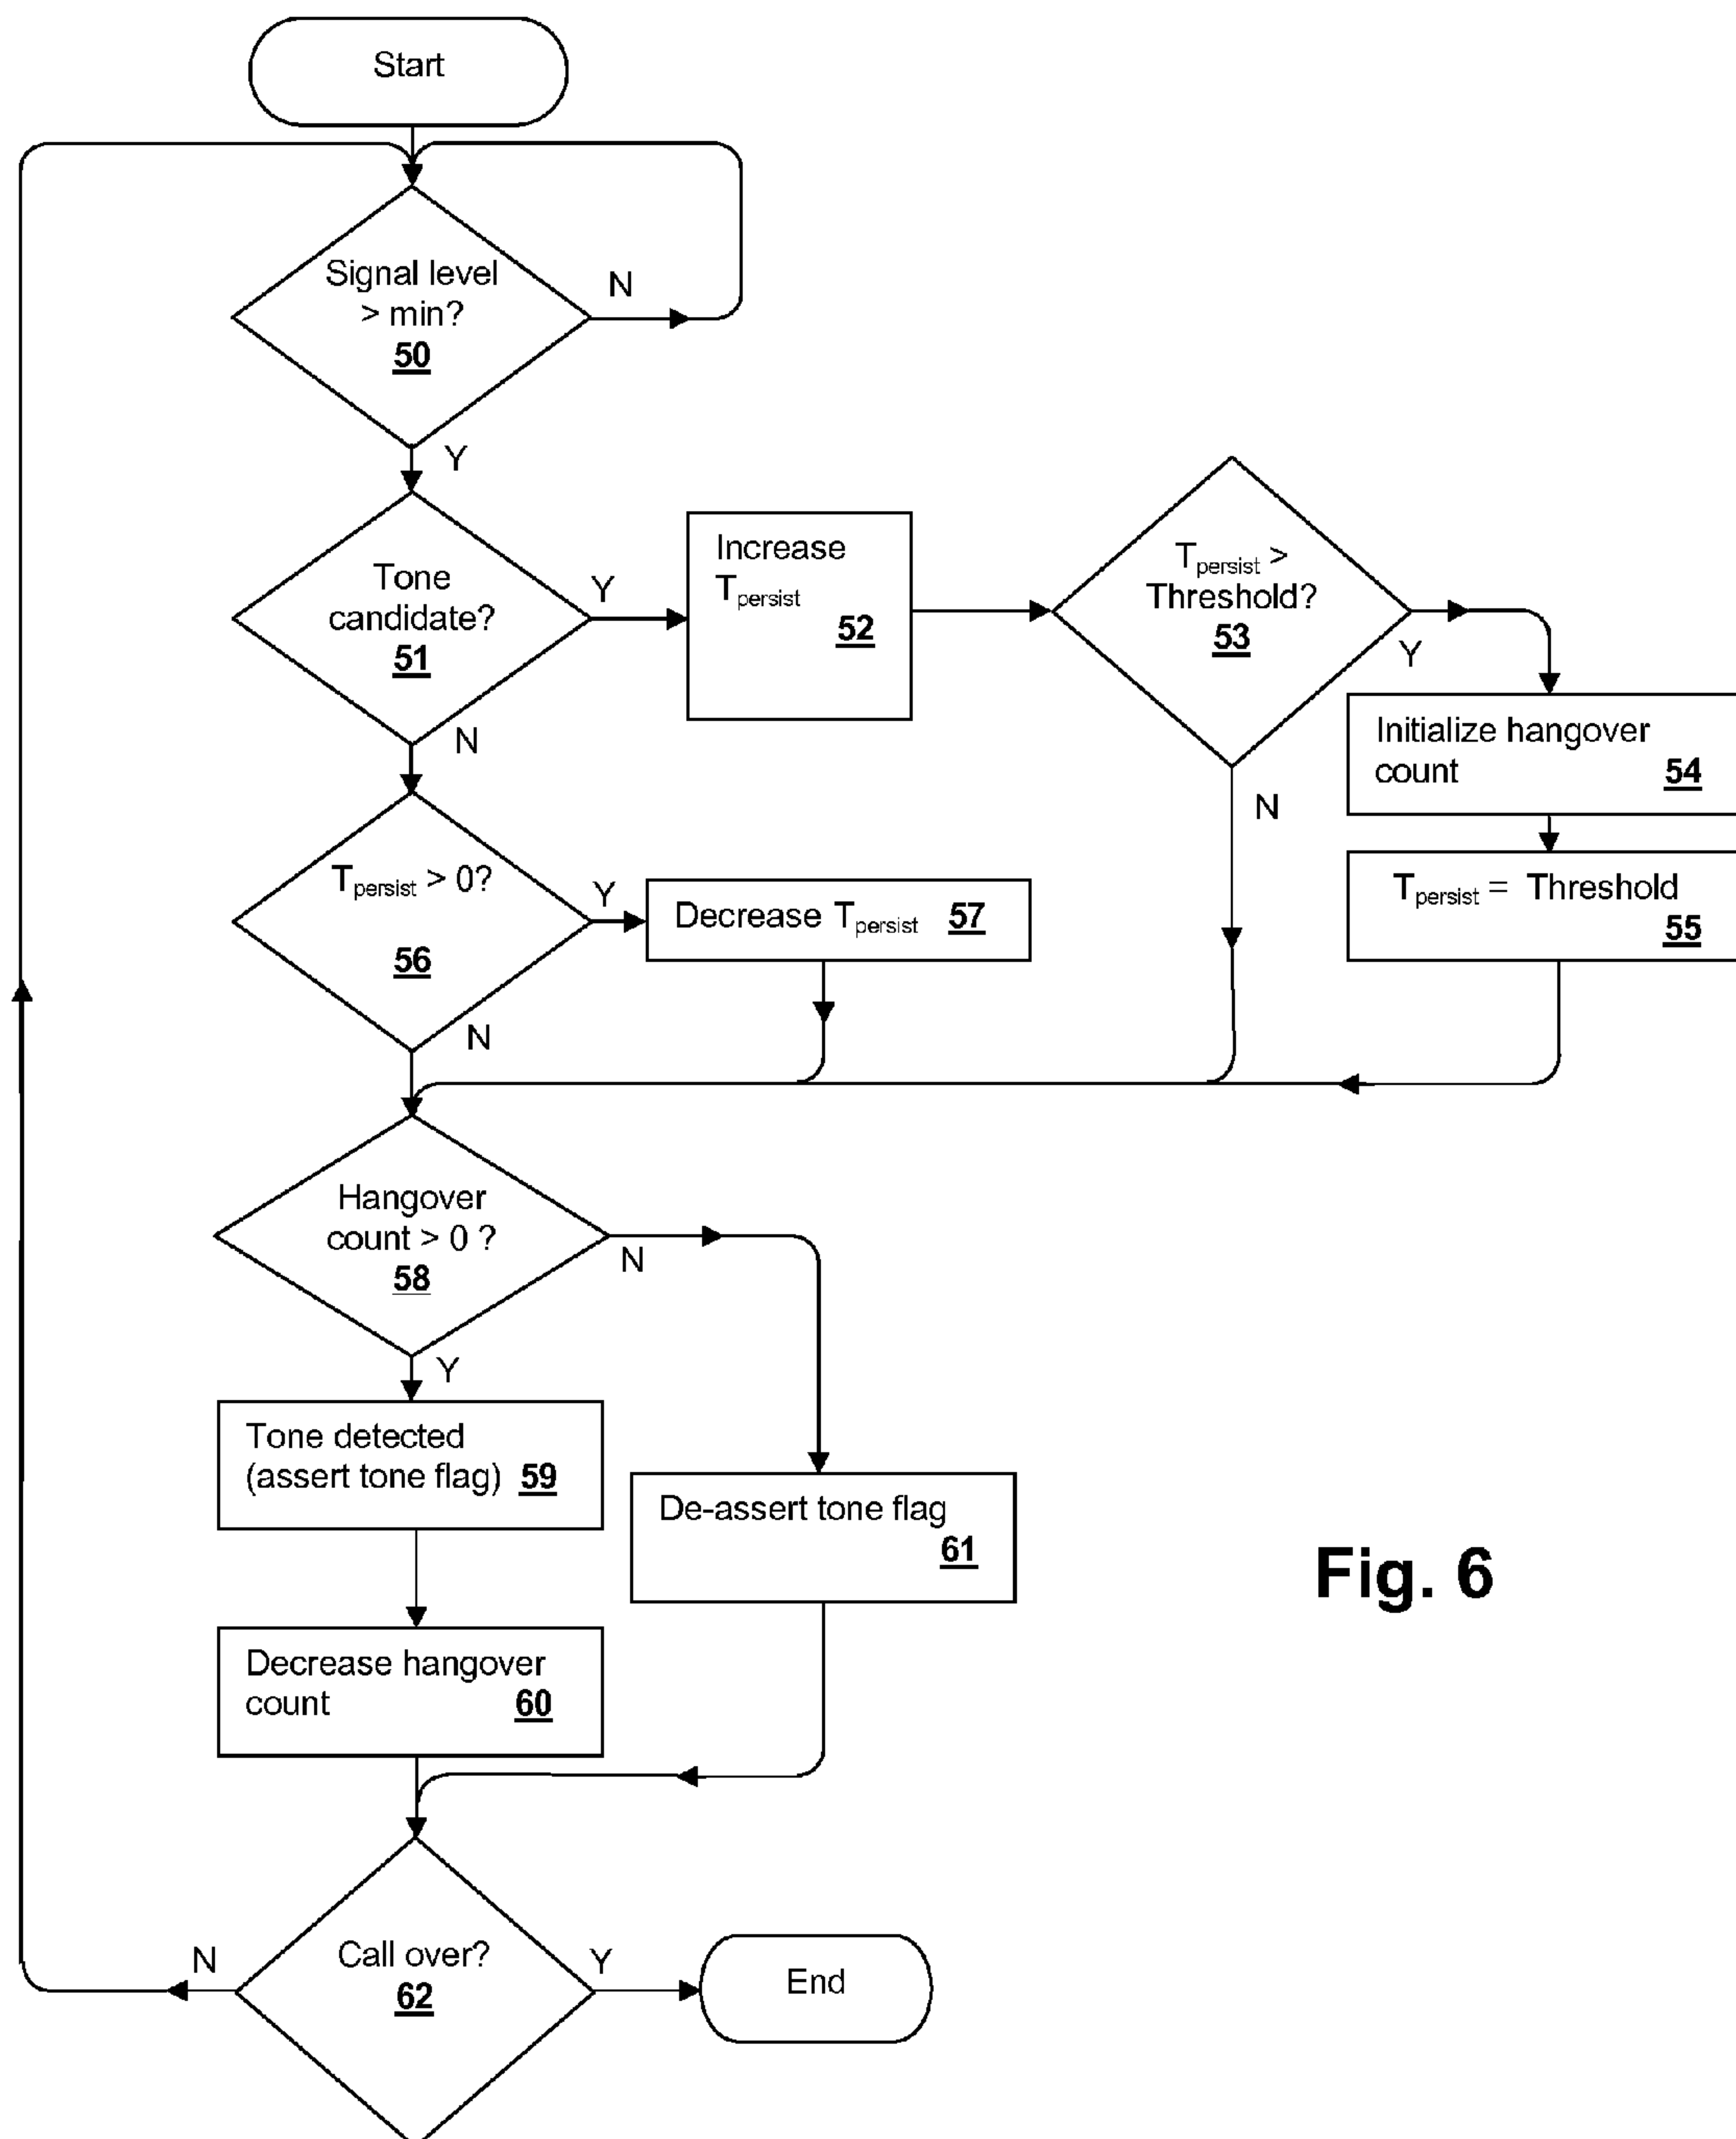 Start
Signal level
> min?
50
N
Y
Tone
candidate?
51
Y
N
Increase
Tpersist
52
Tpersist >
Threshold?
53
Y
N
Initialize hangover
count 54
Tpersist = Threshold
55
Tpersist > 0?
56
Y
N
Decrease Tpersist 57
Hangover
count > 0 ?
58
N
Y
Tone detected
(assert tone flag) 59
De-assert tone flag
61
Decrease hangover
count 60
Call over?
62
N
Y
End
Fig. 6